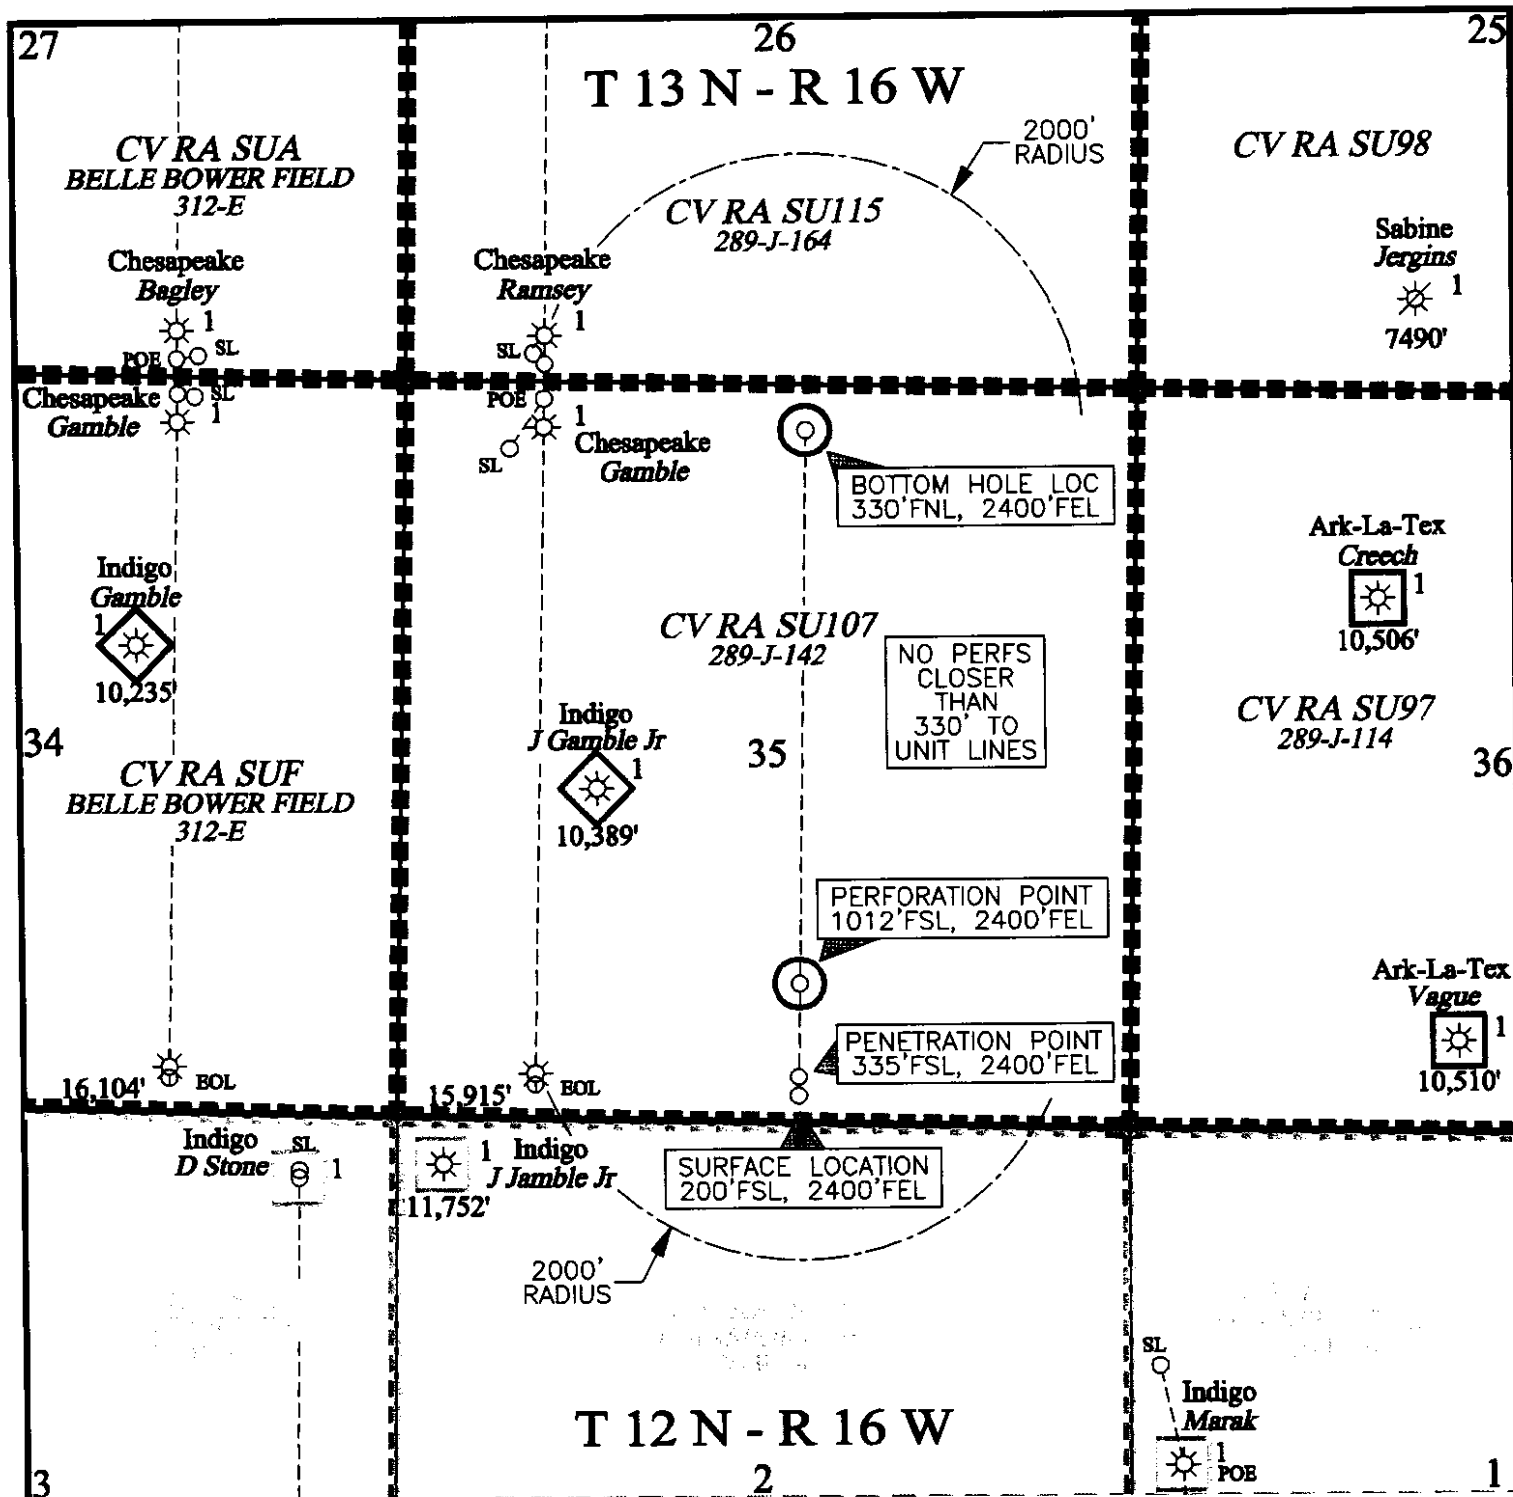 27
26
25
T 13 N - R 16 W
CV RA SUA
BELLE BOWER FIELD
312-E
2000'
RADIUS
CV RA SU98
CV RA SU115
289-J-164
Chesapeake
Bagley
1
POE
SL
Chesapeake
Ramsey
1
SL
Sabine
Jergins
1
7490'
Chesapeake
Gamble
SL
1
POE
1
SL
Chesapeake
Gamble
BOTTOM HOLE LOC
330'FNL, 2400'FEL
Ark-La-Tex
Creech
1
10,506'
Indigo
Gamble
1
10,235'
CV RA SU107
289-J-142
NO PERFS
CLOSER
THAN
330' TO
UNIT LINES
CV RA SU97
289-J-114
34
Indigo
J Gamble Jr
1
10,389'
35
36
CV RA SUF
BELLE BOWER FIELD
312-E
PERFORATION POINT
1012'FSL, 2400'FEL
Ark-La-Tex
Vague
1
10,510'
PENETRATION POINT
335'FSL, 2400'FEL
16,104'
EOL
15,915'
EOL
Indigo
D Stone
SL
1
1
Indigo
J Jamble Jr
11,752'
SURFACE LOCATION
200'FSL, 2400'FEL
2000'
RADIUS
SL
Indigo
Marak
1
POE
T 12 N - R 16 W
3
2
1